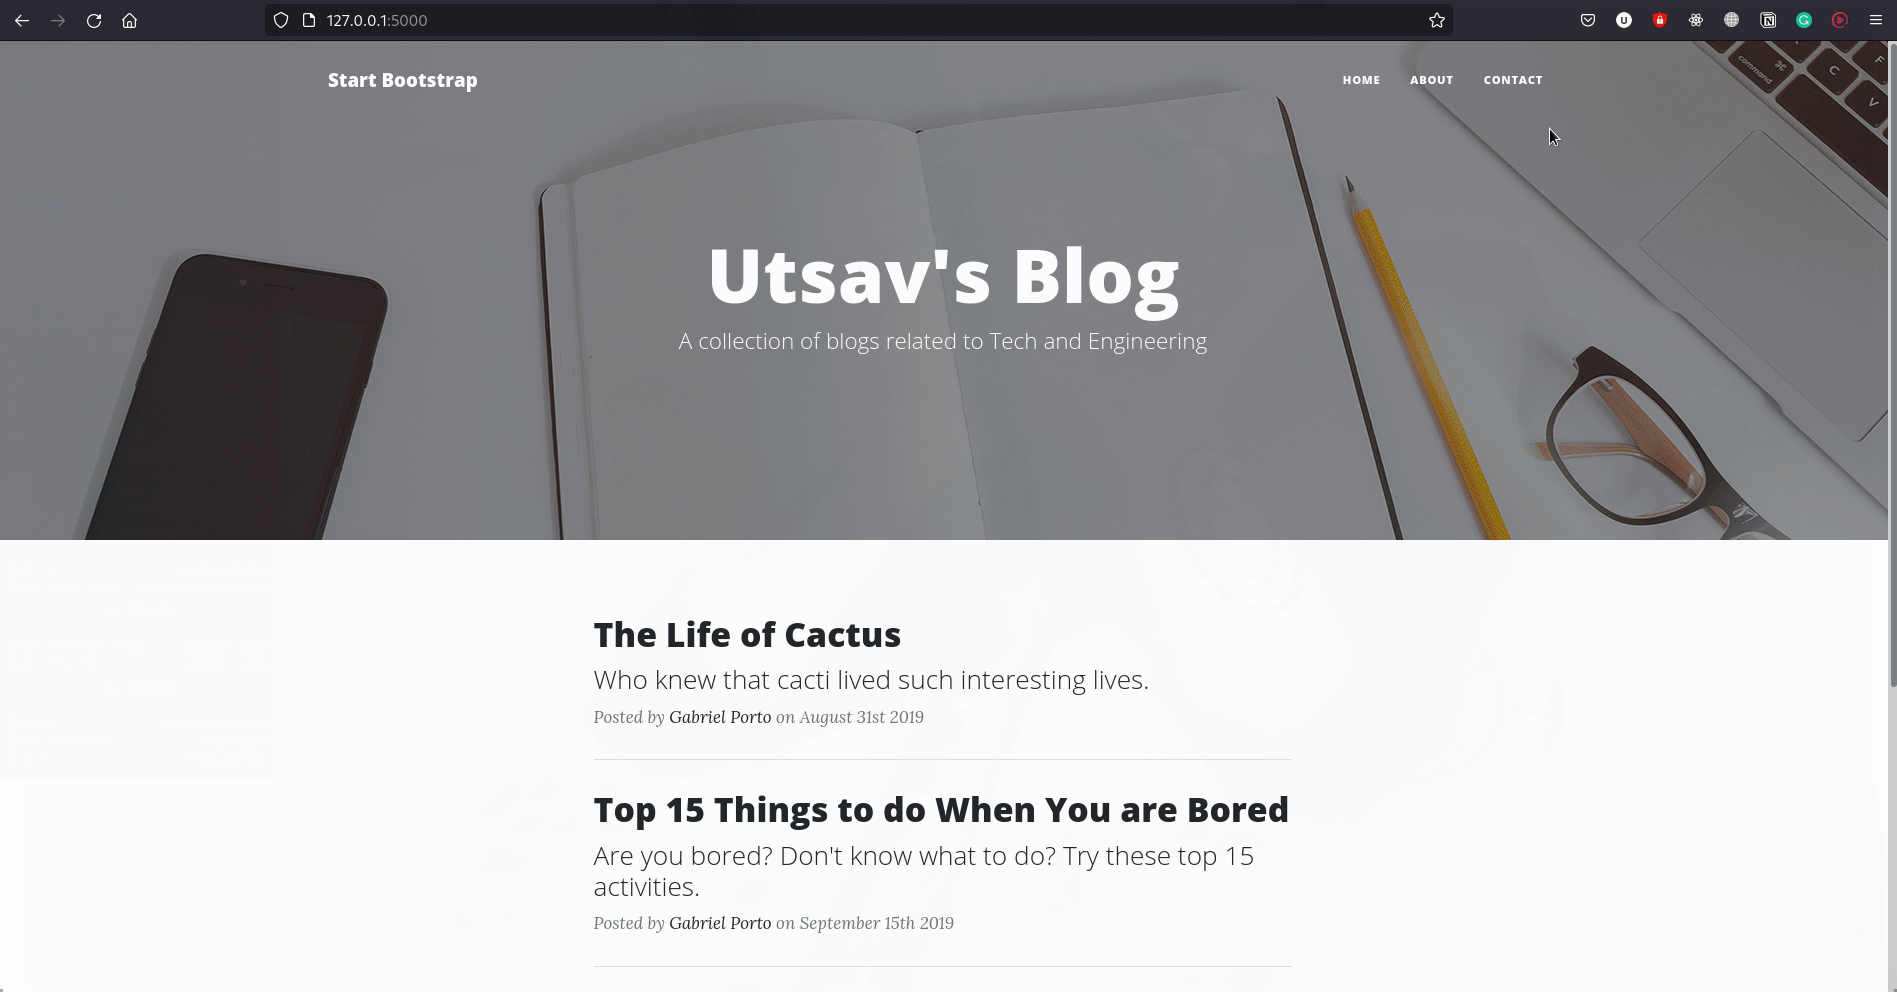 127.0.0.1:5000
Start Bootstrap
HOME ABOUT CONTACT
command
C
F
V
Utsav's Blog
A collection of blogs related to Tech and Engineering
The Life of Cactus
Who knew that cacti lived such interesting lives.
Posted by Gabriel Porto on August 31st 2019
Top 15 Things to do When You are Bored
Are you bored? Don't know what to do? Try these top 15
activities.
Posted by Gabriel Porto on September 15th 2019